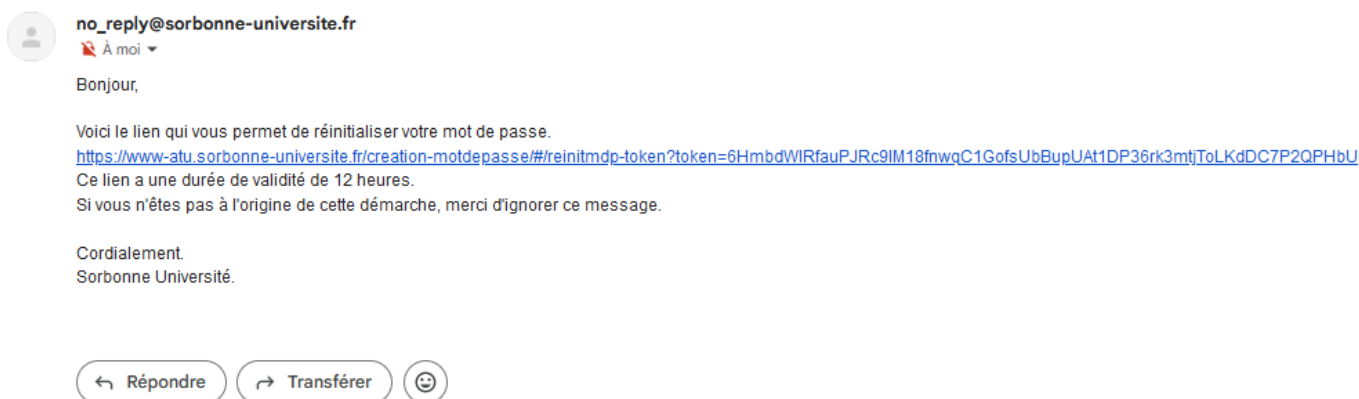 no_reply@sorbonne-universite.fr
À moi
Bonjour,
Voici le lien qui vous permet de réinitialiser votre mot de passe.
https://www-atu.sorbonne-universite.fr/creation-motdepasse/#/reinitmdp-token?token=6HmbdWIRfauPJRc9IM18fnwqC1GofsUbBupUAt1DP36rk3mtjToLKdDC7P2QPHbU
Ce lien a une durée de validité de 12 heures.
Si vous n'êtes pas à l'origine de cette démarche, merci d'ignorer ce message.
Cordialement.
Sorbonne Université.
Répondre
Transférer